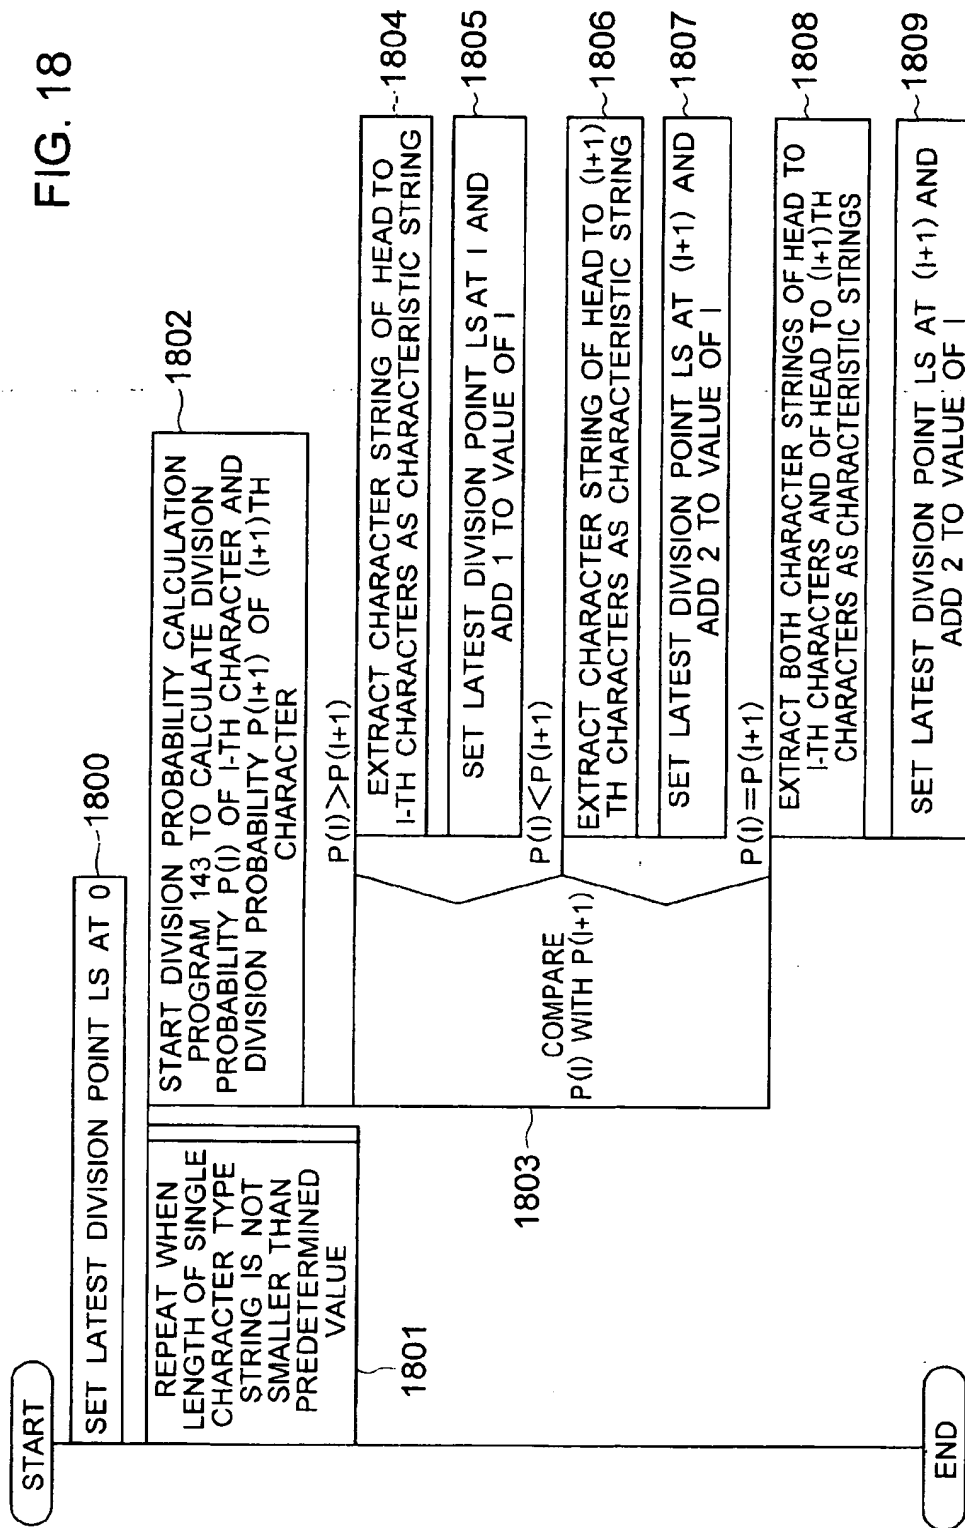 FIG. 18
START
SET LATEST DIVISION POINT LS AT 0
1800
REPEAT WHEN
LENGTH OF SINGLE
CHARACTER TYPE
STRING IS NOT
SMALLER THAN
PREDETERMINED
VALUE
1801
START DIVISION PROBABILITY CALCULATION
PROGRAM 143 TO CALCULATE DIVISION
PROBABILITY P(I) OF I-TH CHARACTER AND
DIVISION PROBABILITY P(I+1) OF (I+1)TH
CHARACTER
1802
COMPARE
P(I) WITH P(I+1)
1803
P(I)>P(I+1)
EXTRACT CHARACTER STRING OF HEAD TO
I-TH CHARACTERS AS CHARACTERISTIC STRING
1804
SET LATEST DIVISION POINT LS AT I AND
ADD 1 TO VALUE OF I
1805
P(I)<P(I+1)
EXTRACT CHARACTER STRING OF HEAD TO (I+1)
TH CHARACTERS AS CHARACTERISTIC STRING
1806
SET LATEST DIVISION POINT LS AT (I+1) AND
ADD 2 TO VALUE OF I
1807
P(I)=P(I+1)
EXTRACT BOTH CHARACTER STRINGS OF HEAD TO
I-TH CHARACTERS AND OF HEAD TO (I+1)TH
CHARACTERS AS CHARACTERISTIC STRINGS
1808
SET LATEST DIVISION POINT LS AT (I+1) AND
ADD 2 TO VALUE OF I
1809
END